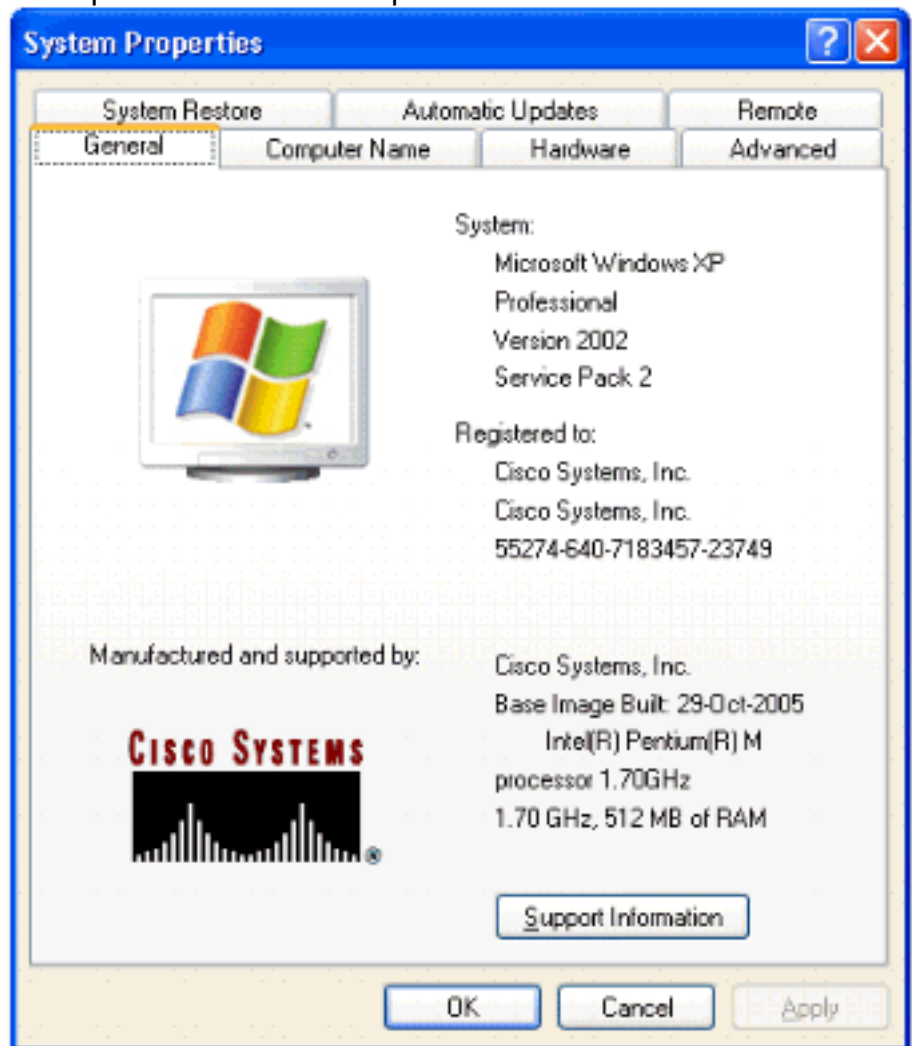 System Properties
System Restore Automatic Updates Remote
General Computer Name Hardware Advanced
System:
Microsoft Windows XP
Professional
Version 2002
Service Pack 2
Registered to:
Cisco Systems, Inc.
Cisco Systems, Inc.
55274-640-7183457-23749
Manufactured and supported by:
Cisco Systems, Inc.
Base Image Built: 29-Oct-2005
Intel(R) Pentium(R) M
processor 1.70GHz
1.70 GHz, 512 MB of RAM
CISCO SYSTEMS
®
Support Information
OK Cancel Apply